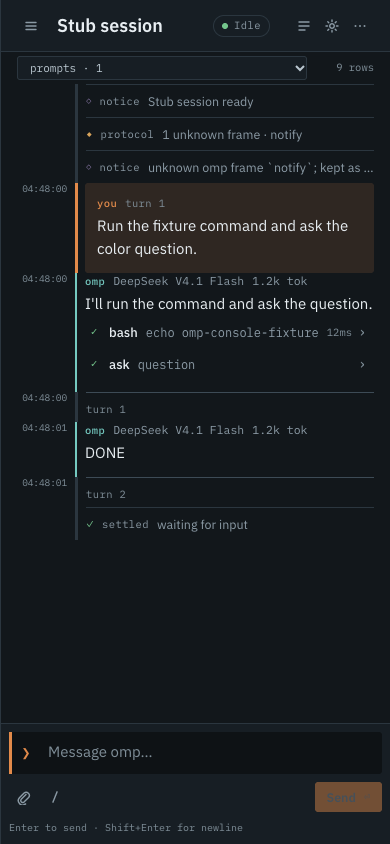 Stub session
Idle
prompts · 1
9 rows
notice Stub session ready
protocol 1 unknown frame · notify
notice unknown omp frame `notify`; kept as ...
04:48:00
you turn 1
Run the fixture command and ask the
color question.
04:48:00
omp DeepSeek V4.1 Flash 1.2k tok
I'll run the command and ask the question.
bash echo omp-console-fixture 12ms
ask question
04:48:00
turn 1
04:48:01
omp DeepSeek V4.1 Flash 1.2k tok
DONE
04:48:01
turn 2
settled waiting for input
Message omp...
/
Send
Enter to send · Shift+Enter for newline